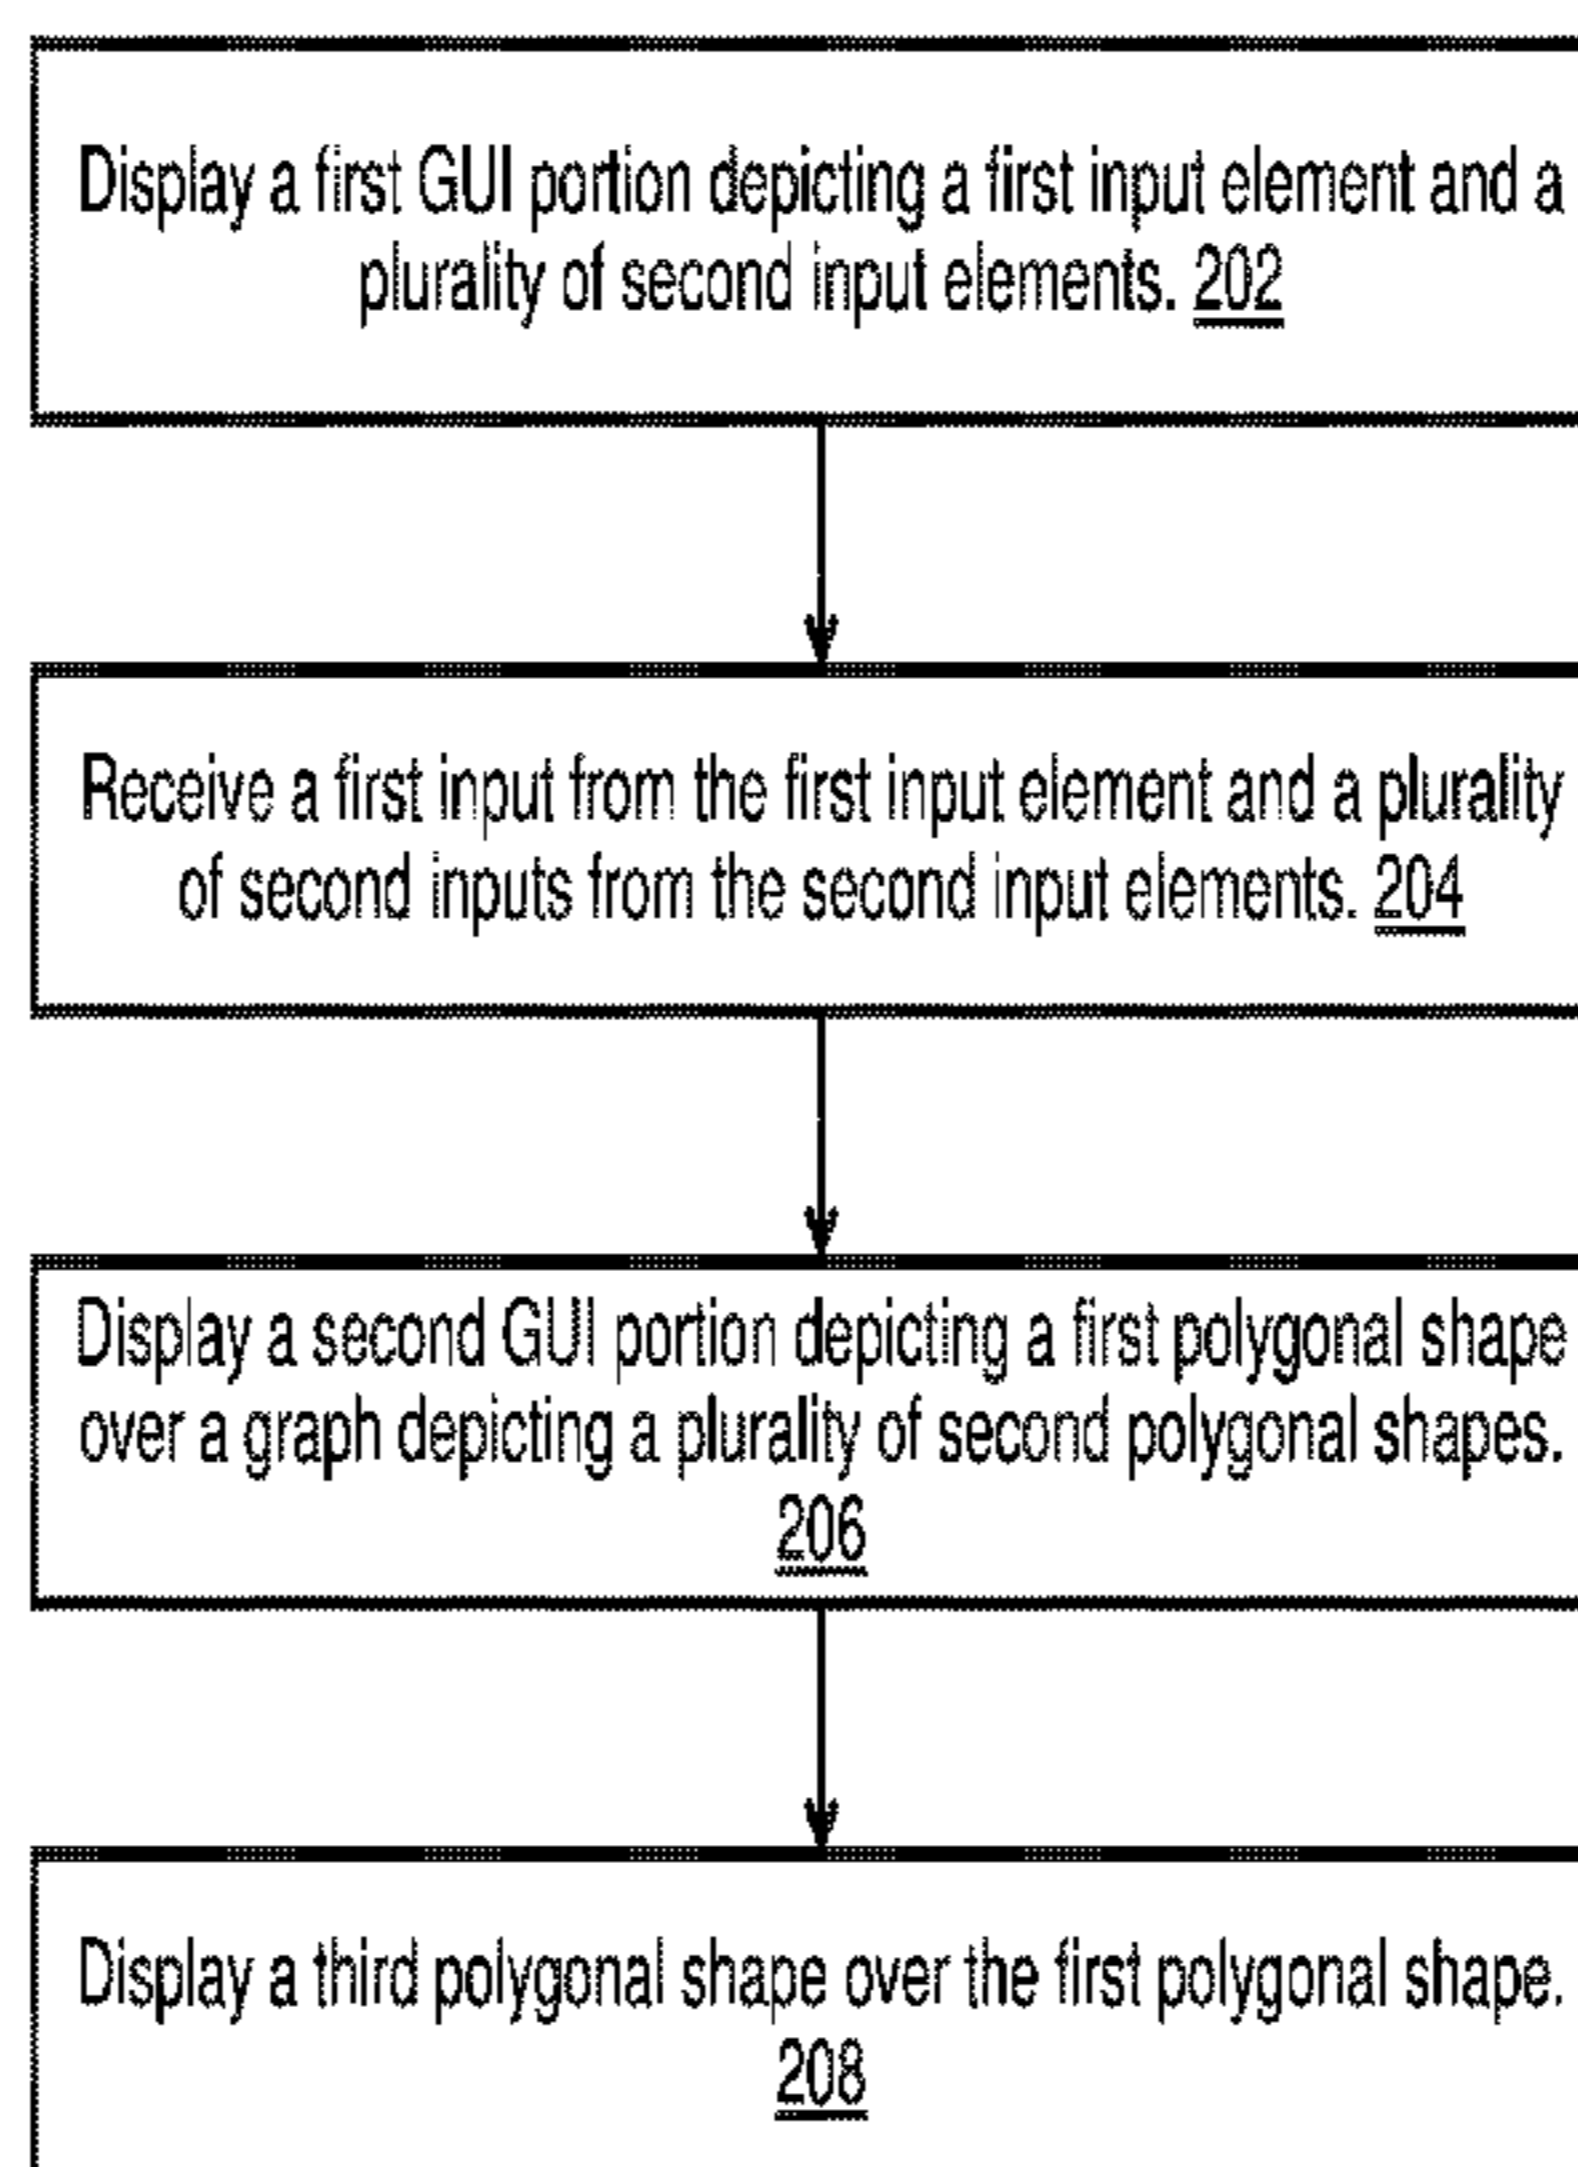 Display a first GUI portion depicting a first input element and a
plurality of second input elements. 202
Receive a first input from the first input element and a plurality
of second inputs from the second input elements. 204
Display a second GUI portion depicting a first polygonal shape
over a graph depicting a plurality of second polygonal shapes.
206
Display a third polygonal shape over the first polygonal shape.
208